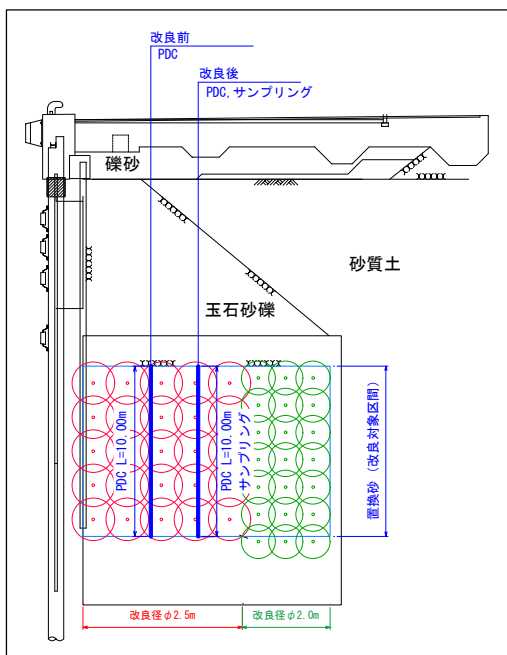 改良前
PDC
改良後
PDC,サンプリング
礫砂
砂質土
玉石砂礫
PDC L=10.00m
PDC L=10.00m
サンプリング
置換砂（改良対象区間）
改良径φ2.5m
改良径φ2.0m